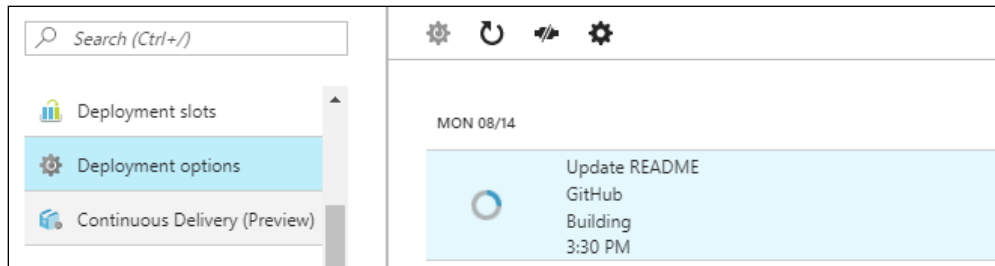 Search (Ctrl+/)
Deployment slots
Deployment options
Continuous Delivery (Preview)
MON 08/14
Update README
GitHub
Building
3:30 PM